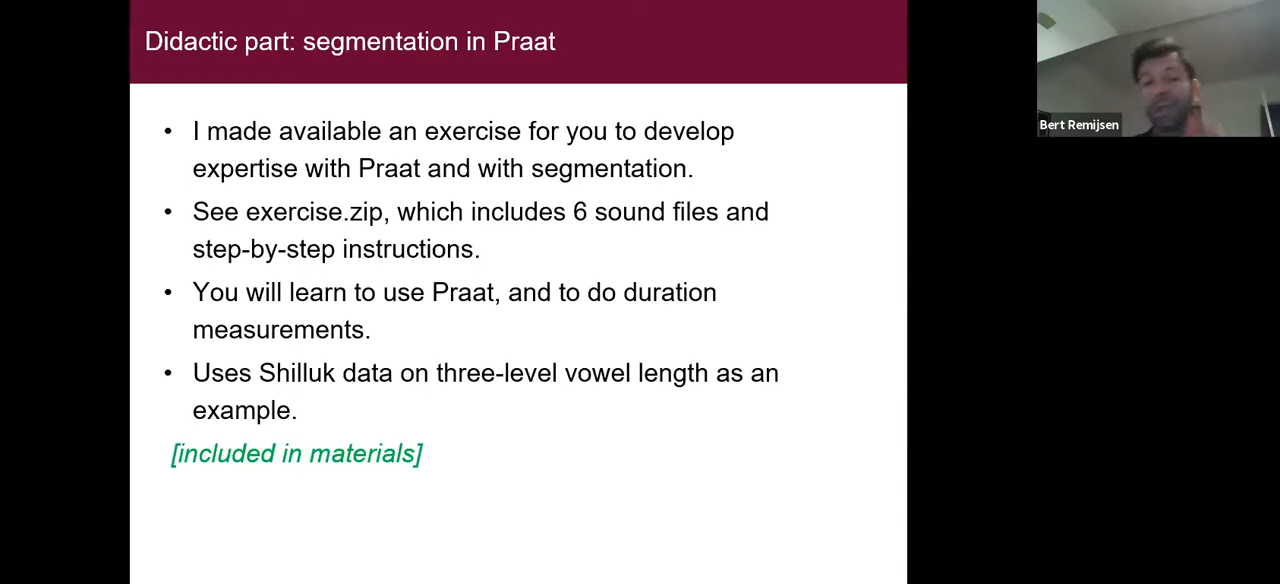 Didactic part: segmentation in Praat
• I made available an exercise for you to develop
expertise with Praat and with segmentation.
• See exercise.zip, which includes 6 sound files and
step-by-step instructions.
• You will learn to use Praat, and to do duration
measurements.
• Uses Shilluk data on three-level vowel length as an
example.
[included in materials]
Bert Remijsen